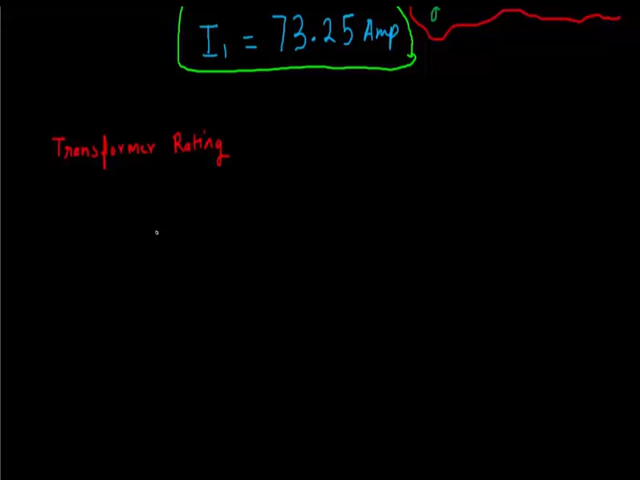 I₁ = 73.25 Amp
Transformer Rating